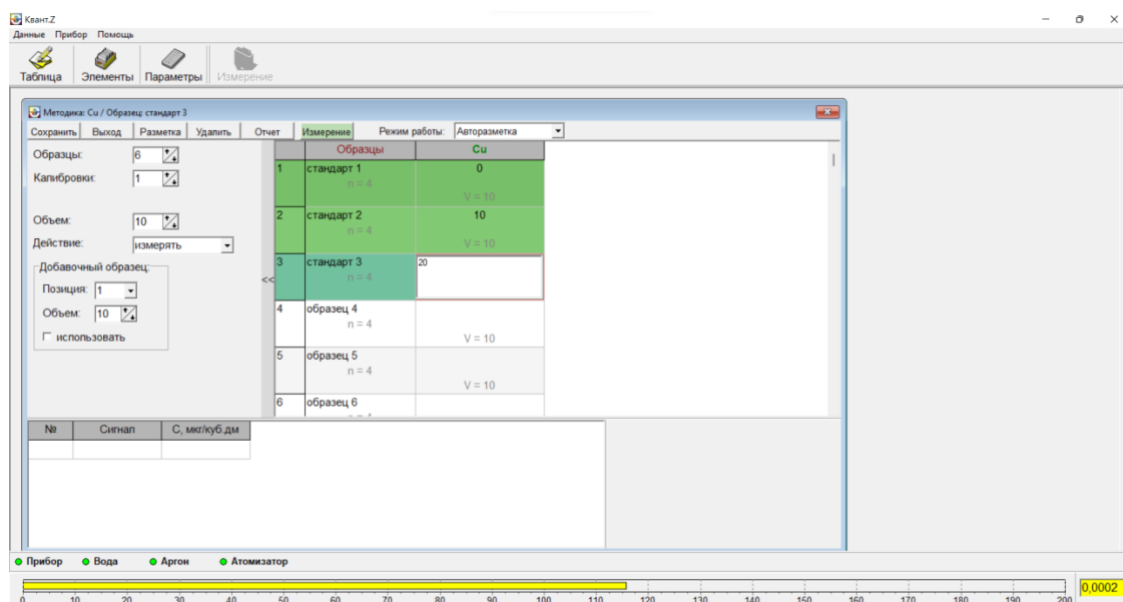 Квант.Z
Данные Прибор Помощь
Таблица Элементы Параметры Измерение
Методика: Cu / Образец: стандарт 3
Сохранить Выход Разметка Удалить Отчет Измерение Режим работы: Авторазметка
Образцы: 6
Калибровки: 1
Объем: 10
Действие: измерять
Добавочный образец:
Позиция: 1
Объем: 10
использовать
<<
Образцы Cu
1 стандарт 1 0
n = 4
V = 10
2 стандарт 2 10
n = 4
V = 10
3 стандарт 3 20
n = 4
4 образец 4
n = 4
V = 10
5 образец 5
n = 4
V = 10
6 образец 6
№ Сигнал С, мкг/куб.дм
Прибор Вода Аргон Атомизатор
0,0002
0 10 20 30 40 50 60 70 80 90 100 110 120 130 140 150 160 170 180 190 200